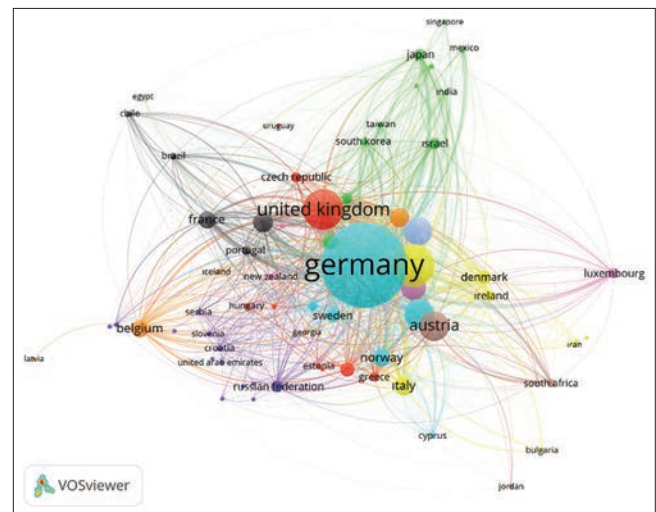 singapore
japan
mexico
india
egypt
chile
uruguay
taiwan
south korea
israel
brazil
czech republic
united kingdom
france
portugal
germany
iceland
new zealand
denmark
luxembourg
ireland
serbia
hungary
belgium
sweden
austria
slovenia
georgia
croatia
iran
latvia
united arab emirates
estonia
norway
greece
russian federation
italy
south africa
cyprus
bulgaria
jordan
VOSviewer